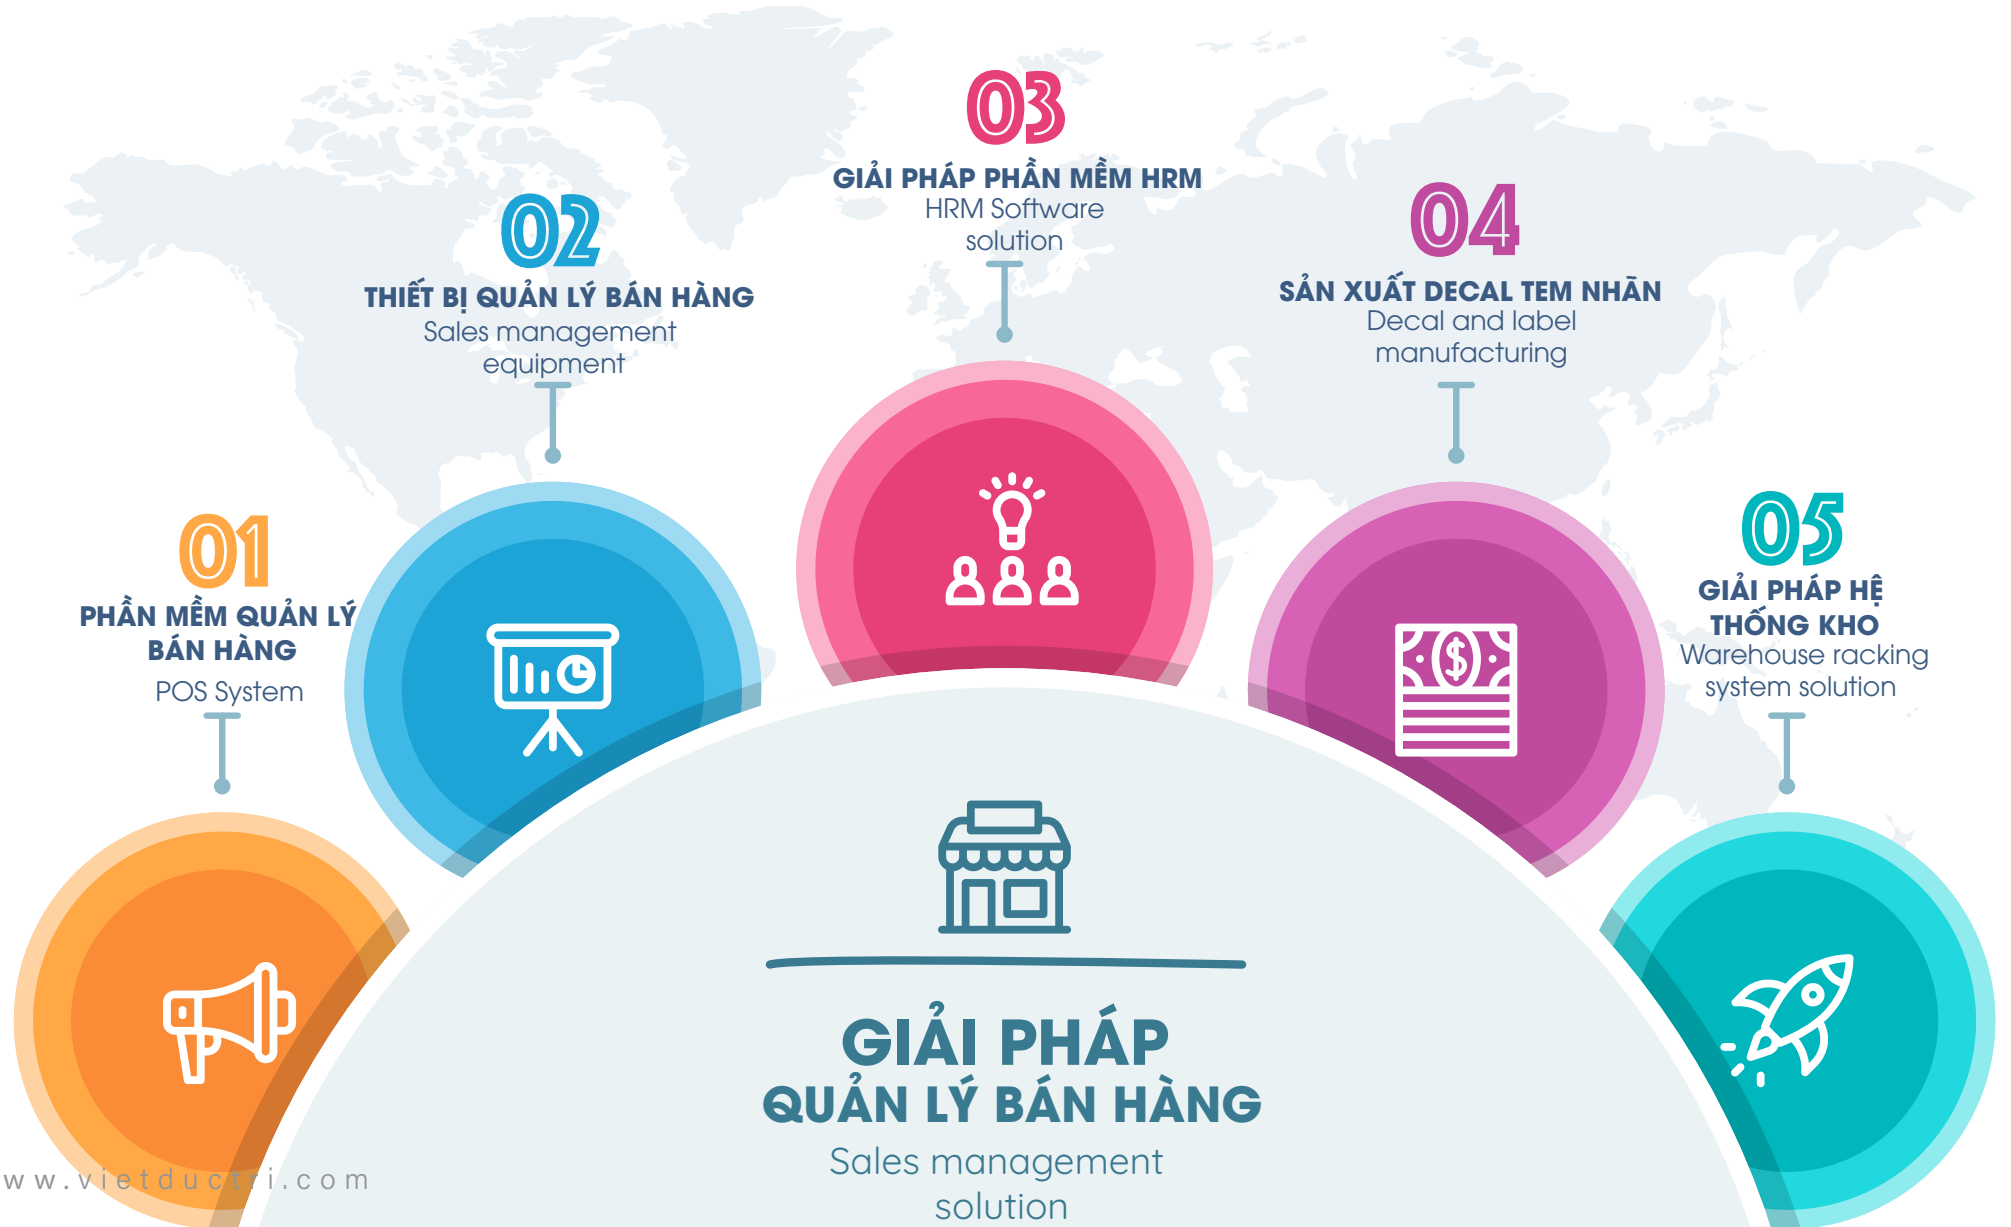 01
PHẦN MỀM QUẢN LÝ
BÁN HÀNG
POS System
02
THIẾT BỊ QUẢN LÝ BÁN HÀNG
Sales management
equipment
03
GIẢI PHÁP PHẦN MỀM HRM
HRM Software
solution
04
SẢN XUẤT DECAL TEM NHÃN
Decal and label
manufacturing
05
GIẢI PHÁP HỆ
THỐNG KHO
Warehouse racking
system solution
$
GIẢI PHÁP
QUẢN LÝ BÁN HÀNG
Sales management
solution
ww.vietductri.com